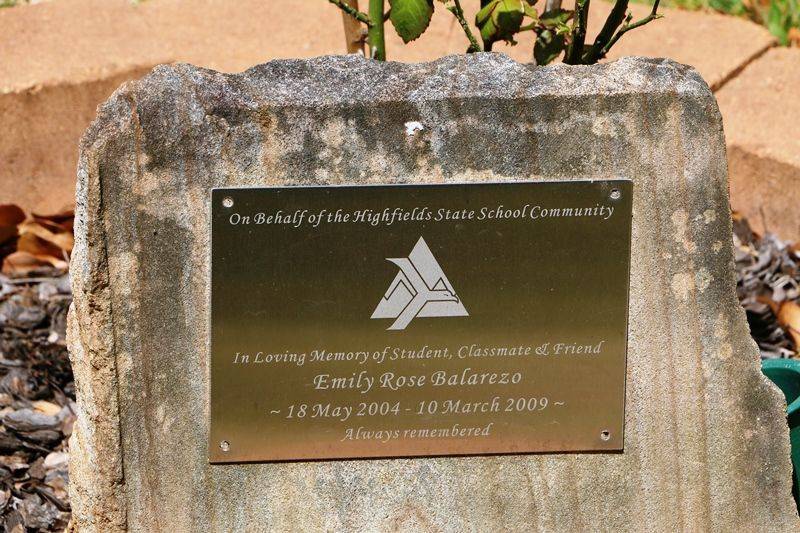 On Behalf of the Highfields State School Community
In Loving Memory of Student, Classmate & Friend
Emily Rose Balarezo
~ 18 May 2004 - 10 March 2009 ~
Always remembered